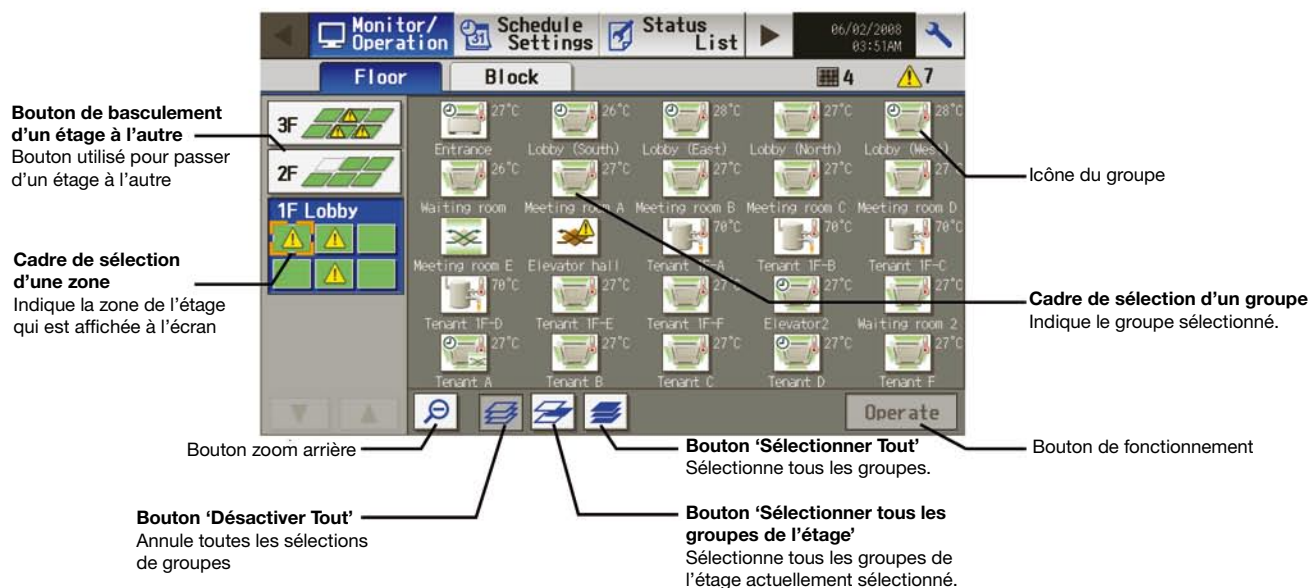 Monitor/ Operation
Schedule Settings
Status List
06/02/2008
03:51AM
Floor
Block
4
7
Bouton de basculement
d'un étage à l'autre
Bouton utilisé pour passer
d'un étage à l'autre
Cadre de sélection
d'une zone
Indique la zone de l'étage
qui est affichée à l'écran
3F
2F
1F Lobby
27°C
26°C
28°C
27°C
28°C
Entrance
Lobby (South)
Lobby (East)
Lobby (North)
Lobby (West)
26°C
27°C
27°C
27°C
27
Waiting room
Meeting room A
Meeting room B
Meeting room C
Meeting room D
70°C
70°C
70°C
Meeting room E
Elevator hall
Tenant 1F-A
Tenant 1F-B
Tenant 1F-C
70°C
27°C
27°C
27°C
27°C
Tenant 1F-D
Tenant 1F-E
Tenant 1F-F
Elevator2
Waiting room 2
27°C
27°C
27°C
27°C
27°C
Tenant A
Tenant B
Tenant C
Tenant D
Tenant F
Operate
Icône du groupe
Cadre de sélection d'un groupe
Indique le groupe sélectionné.
Bouton zoom arrière
Bouton 'Sélectionner Tout'
Sélectionne tous les groupes.
Bouton de fonctionnement
Bouton 'Désactiver Tout'
Annule toutes les sélections
de groupes
Bouton 'Sélectionner tous les
groupes de l'étage'
Sélectionne tous les groupes de
l'étage actuellement sélectionné.